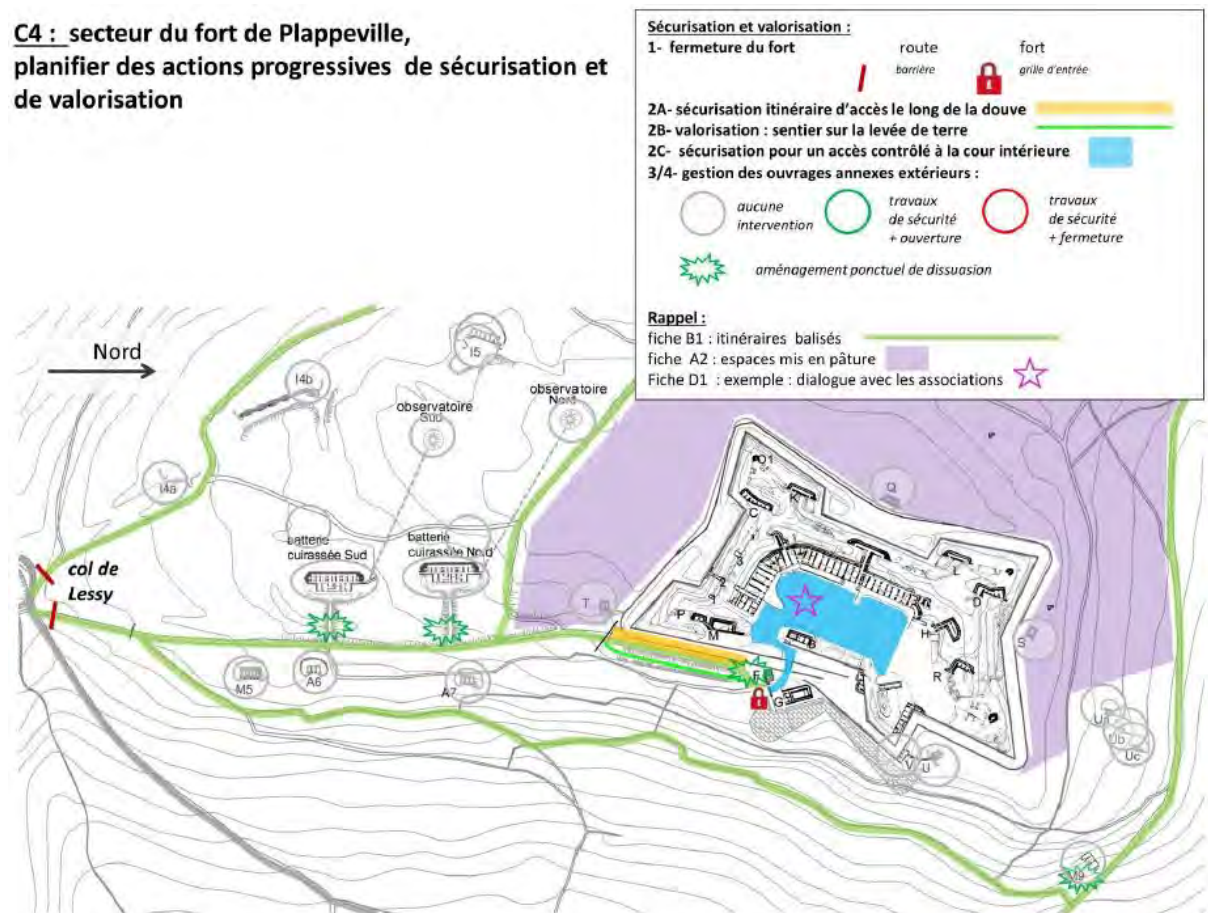 C4 : secteur du fort de Plappeville,
planifier des actions progressives de sécurisation et
de valorisation
Sécurisation et valorisation :
1- fermeture du fort
route
fort
barrière
grille d'entrée
2A- sécurisation itinéraire d'accès le long de la douve
2B- valorisation : sentier sur la levée de terre
2C- sécurisation pour un accès contrôlé à la cour intérieure
3/4- gestion des ouvrages annexes extérieurs :
aucune
intervention
travaux
de sécurité
+ ouverture
travaux
de sécurité
+ fermeture
aménagement ponctuel de dissuasion
Rappel :
fiche B1 : itinéraires balisés
fiche A2 : espaces mis en pâture
Fiche D1 : exemple : dialogue avec les associations
Nord
I5
I4b
observatoire
Sud
observatoire
Nord
I4a
batterie
cuirassée Sud
batterie
cuirassée Nord
col de
Lessy
M5
A6
A7
T
Q
C
K
L
D
S
P
M
H
R
G
V
U
Ub
Uc
M9